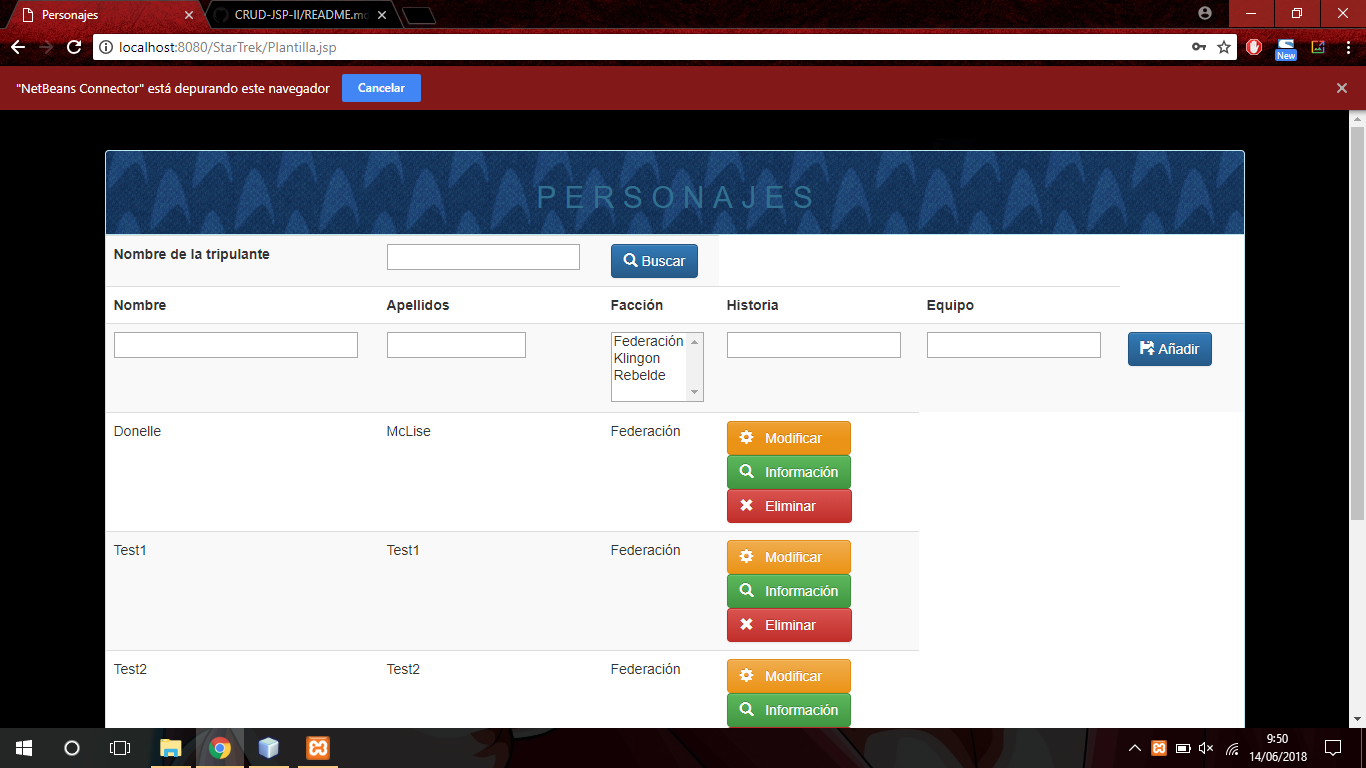 Personajes
CRUD-JSP-II/README.md
localhost:8080/StarTrek/Plantilla.jsp
New
"NetBeans Connector" está depurando este navegador
Cancelar
PERSONAJES
Nombre de la tripulante
Buscar
Nombre Apellidos Facción Historia Equipo
Federación
Klingon
Rebelde
Añadir
Donelle McLise Federación Modificar
Información
Eliminar
Test1 Test1 Federación Modificar
Información
Eliminar
Test2 Test2 Federación Modificar
Información
9:50
14/06/2018